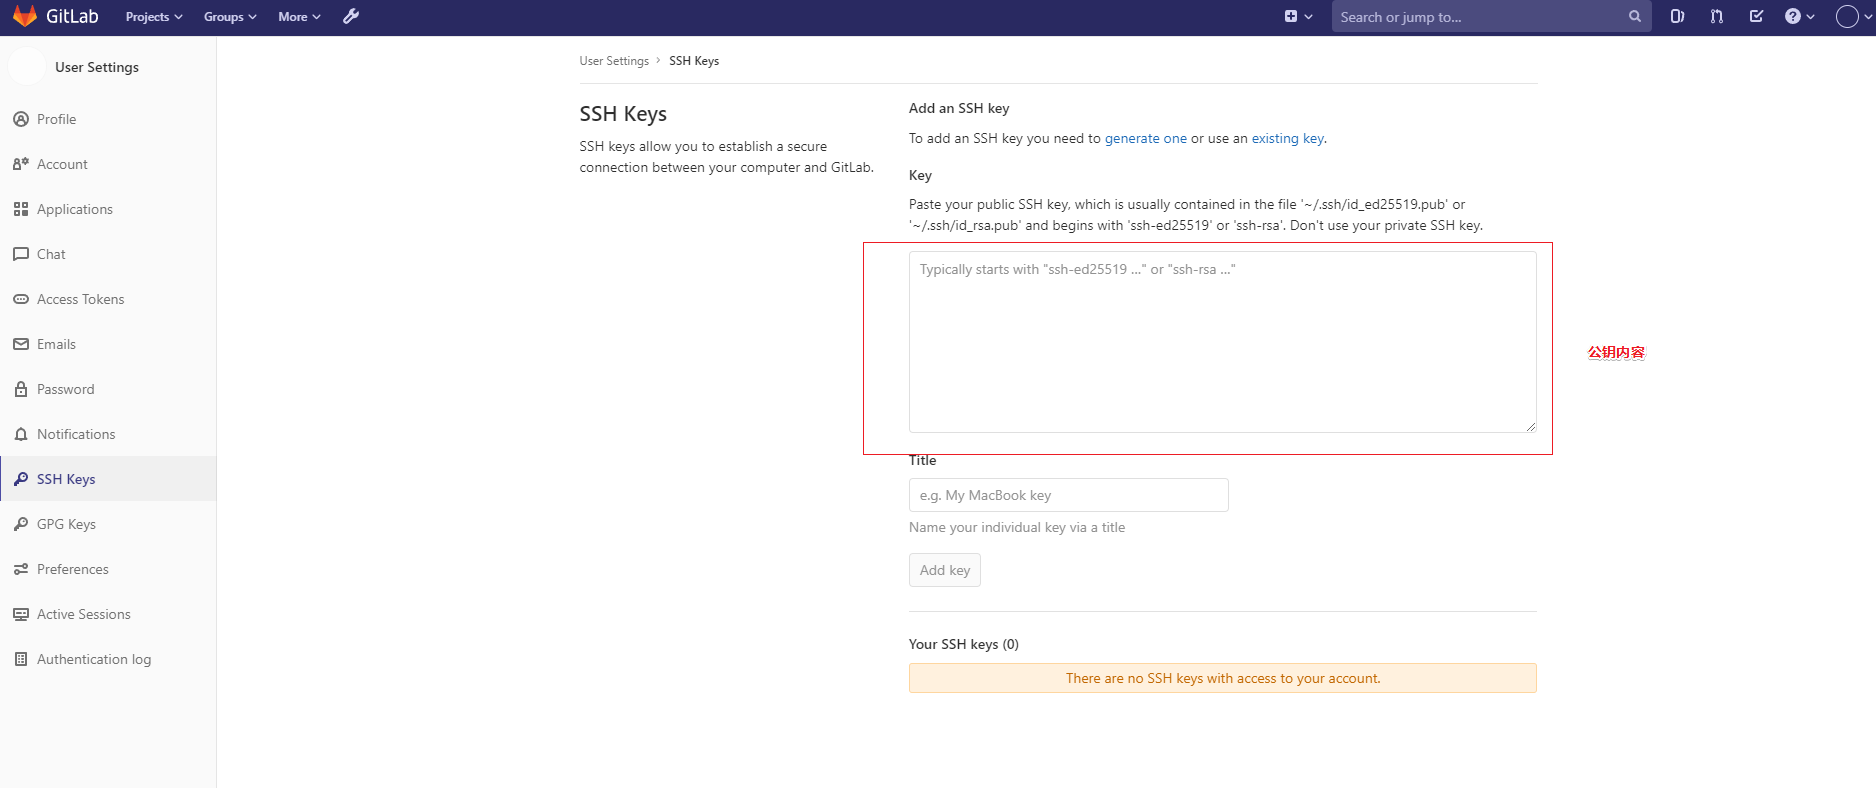 GitLab Projects Groups More Search or jump to...
User Settings
Profile
Account
Applications
Chat
Access Tokens
Emails
Password
Notifications
SSH Keys
GPG Keys
Preferences
Active Sessions
Authentication log
User Settings › SSH Keys
SSH Keys
SSH keys allow you to establish a secure
connection between your computer and GitLab.
Add an SSH key
To add an SSH key you need to generate one or use an existing key.
Key
Paste your public SSH key, which is usually contained in the file '~/.ssh/id_ed25519.pub' or
'~/.ssh/id_rsa.pub' and begins with 'ssh-ed25519' or 'ssh-rsa'. Don't use your private SSH key.
Typically starts with "ssh-ed25519 ..." or "ssh-rsa ..."
公钥内容
Title
e.g. My MacBook key
Name your individual key via a title
Add key
Your SSH keys (0)
There are no SSH keys with access to your account.